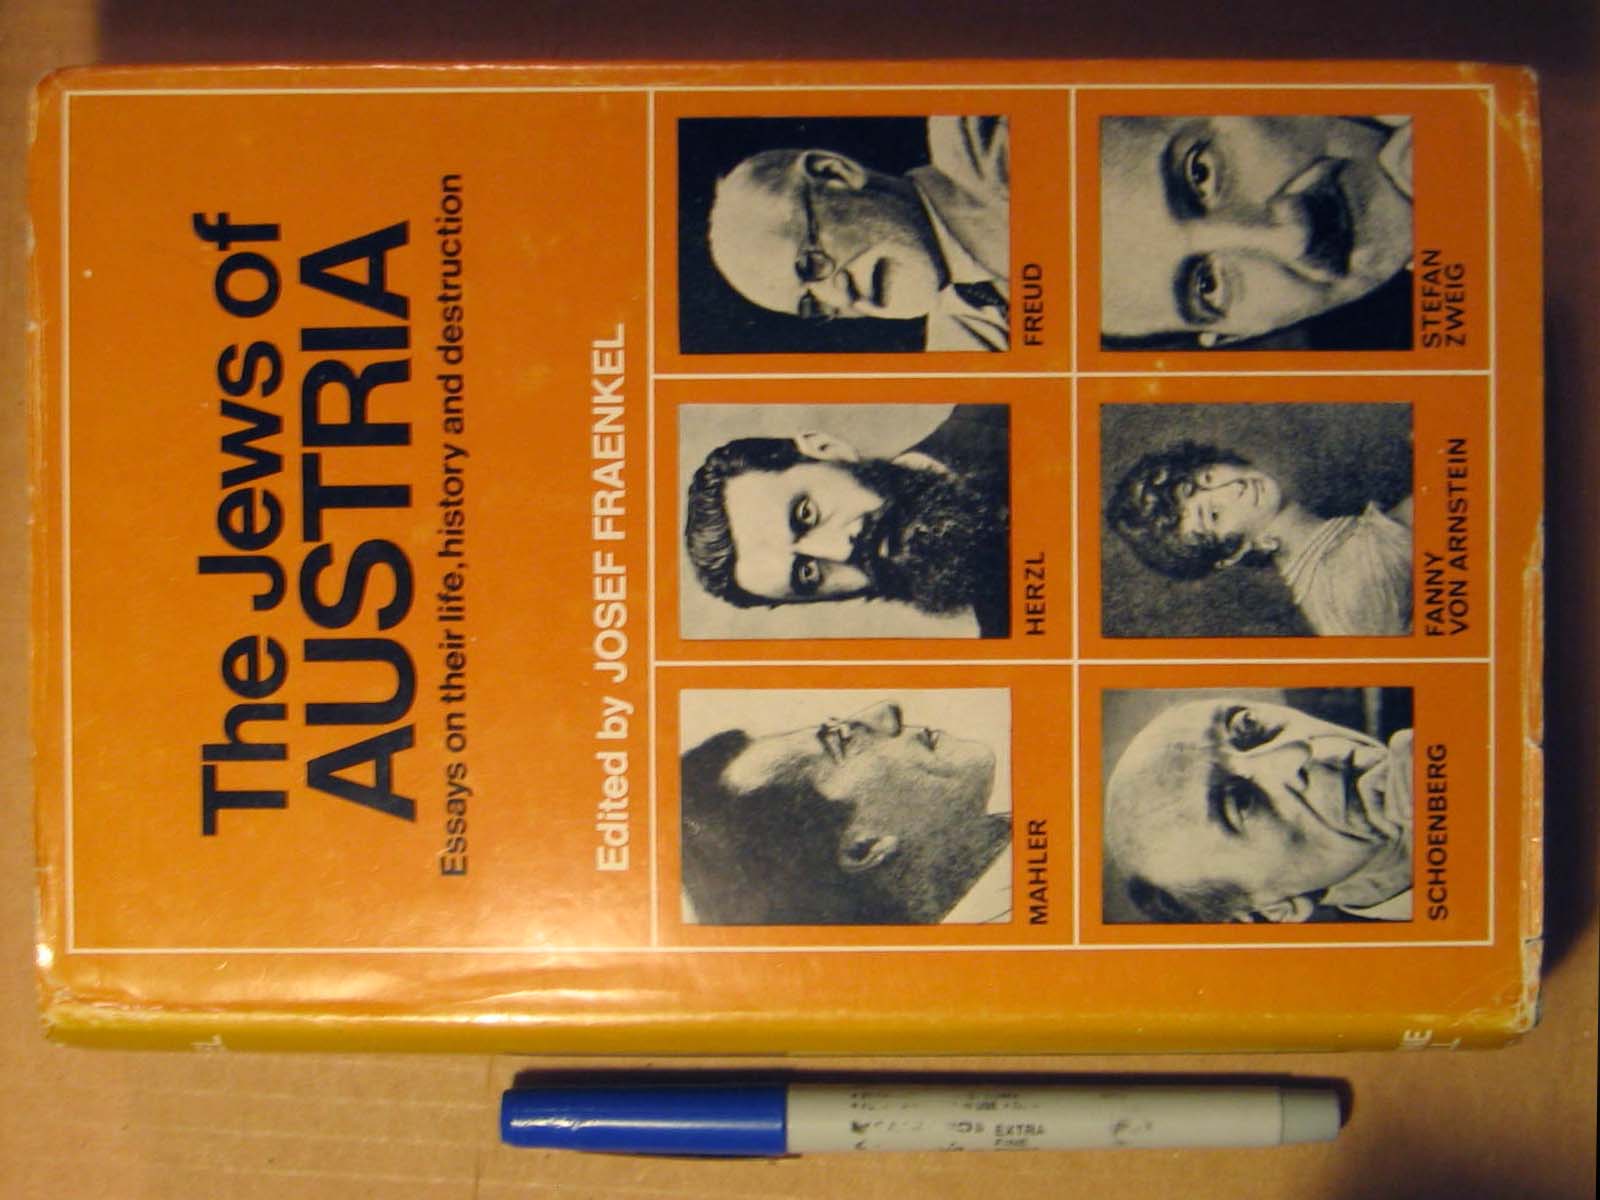 The Jews of
AUSTRIA
Essays on their life, history and destruction
Edited by JOSEF FRAENKEL
MAHLER
HERZL
FREUD
SCHOENBERG
FANNY
VON ARNSTEIN
STEFAN
ZWEIG
EXTRA
FINE